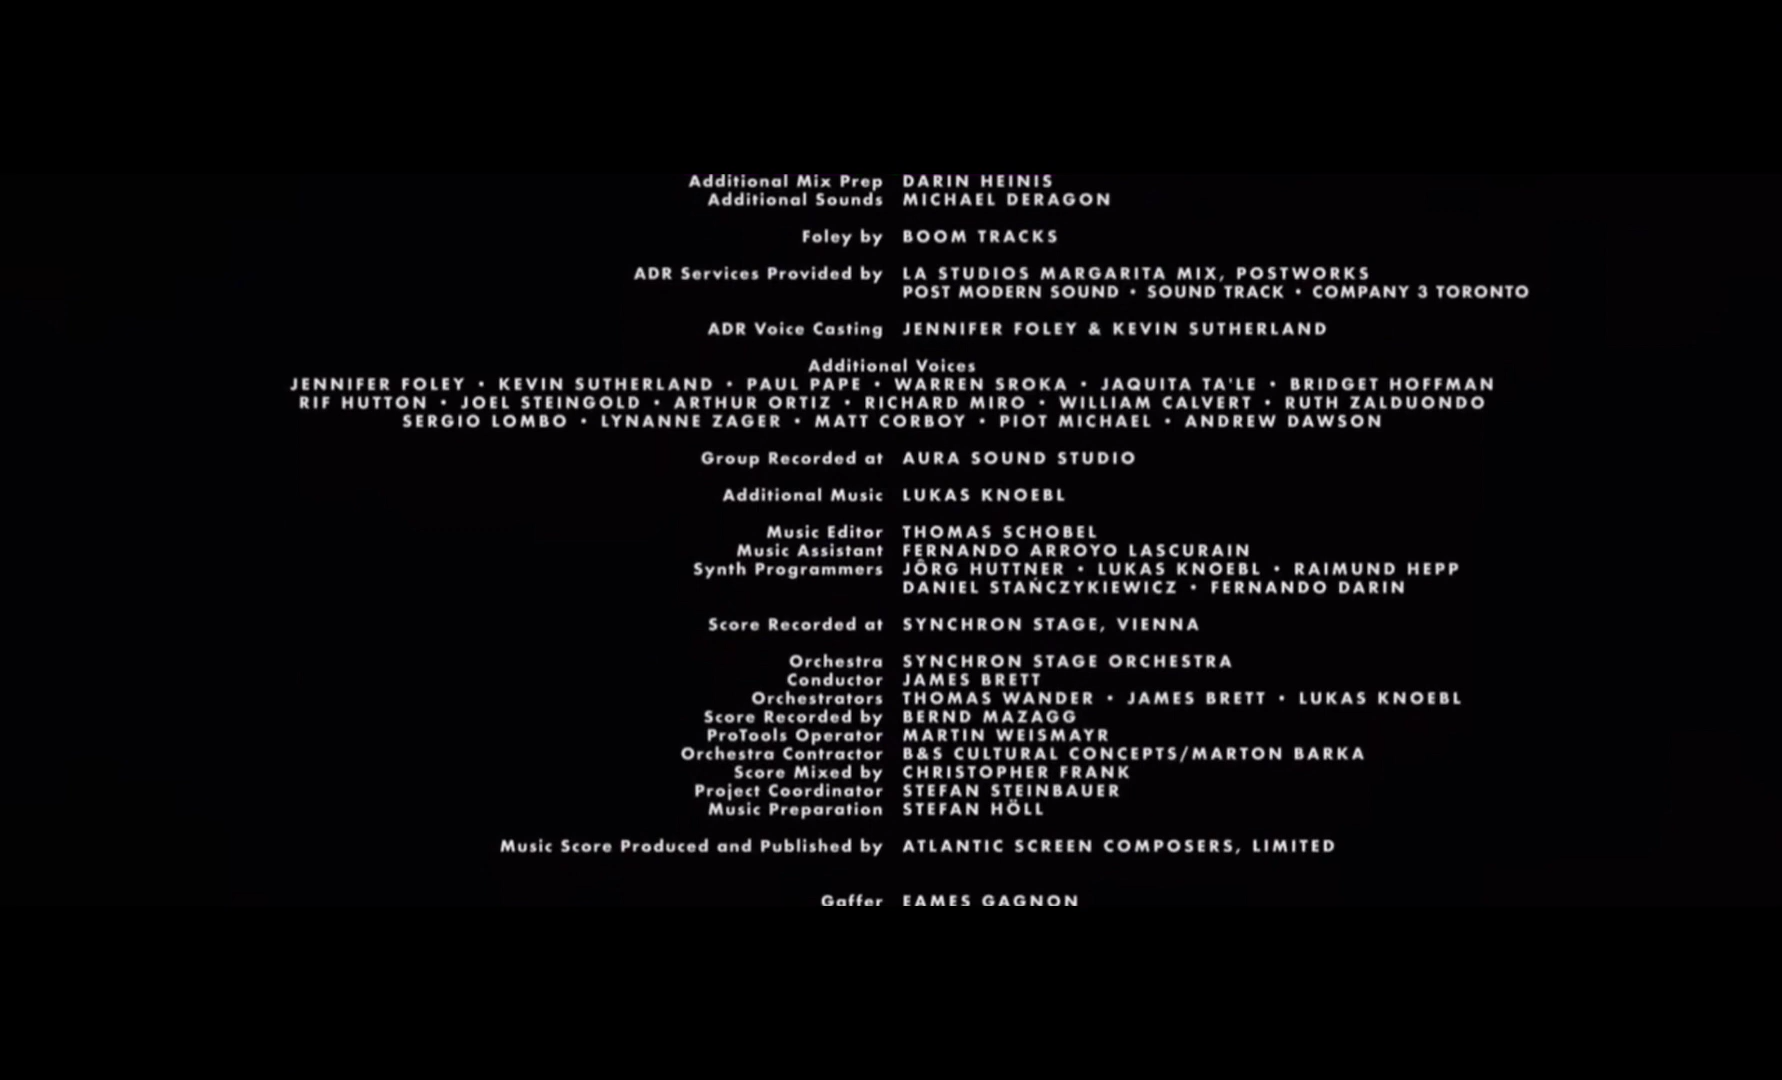 Additional Mix Prep DARIN HEINIS
Additional Sounds MICHAEL DERAGON
Foley by BOOM TRACKS
ADR Services Provided by LA STUDIOS MARGARITA MIX, POSTWORKS
POST MODERN SOUND • SOUND TRACK • COMPANY 3 TORONTO
ADR Voice Casting JENNIFER FOLEY & KEVIN SUTHERLAND
Additional Voices
JENNIFER FOLEY • KEVIN SUTHERLAND • PAUL PAPE • WARREN SROKA • JAQUITA TA'LE • BRIDGET HOFFMAN
RIF HUTTON • JOEL STEINGOLD • ARTHUR ORTIZ • RICHARD MIRO • WILLIAM CALVERT • RUTH ZALDUONDO
SERGIO LOMBO • LYNANNE ZAGER • MATT CORBOY • PIOT MICHAEL • ANDREW DAWSON
Group Recorded at AURA SOUND STUDIO
Additional Music LUKAS KNOEBL
Music Editor THOMAS SCHOBEL
Music Assistant FERNANDO ARROYO LASCURAIN
Synth Programmers JÖRG HUTTNER • LUKAS KNOEBL • RAIMUND HEPP
DANIEL STAŃCZYKIEWICZ • FERNANDO DARIN
Score Recorded at SYNCHRON STAGE, VIENNA
Orchestra SYNCHRON STAGE ORCHESTRA
Conductor JAMES BRETT
Orchestrators THOMAS WANDER • JAMES BRETT • LUKAS KNOEBL
Score Recorded by BERND MAZAGG
ProTools Operator MARTIN WEISMAYR
Orchestra Contractor B&S CULTURAL CONCEPTS/MARTON BARKA
Score Mixed by CHRISTOPHER FRANK
Project Coordinator STEFAN STEINBAUER
Music Preparation STEFAN HÖLL
Music Score Produced and Published by ATLANTIC SCREEN COMPOSERS, LIMITED
Gaffer EAMES GAGNON